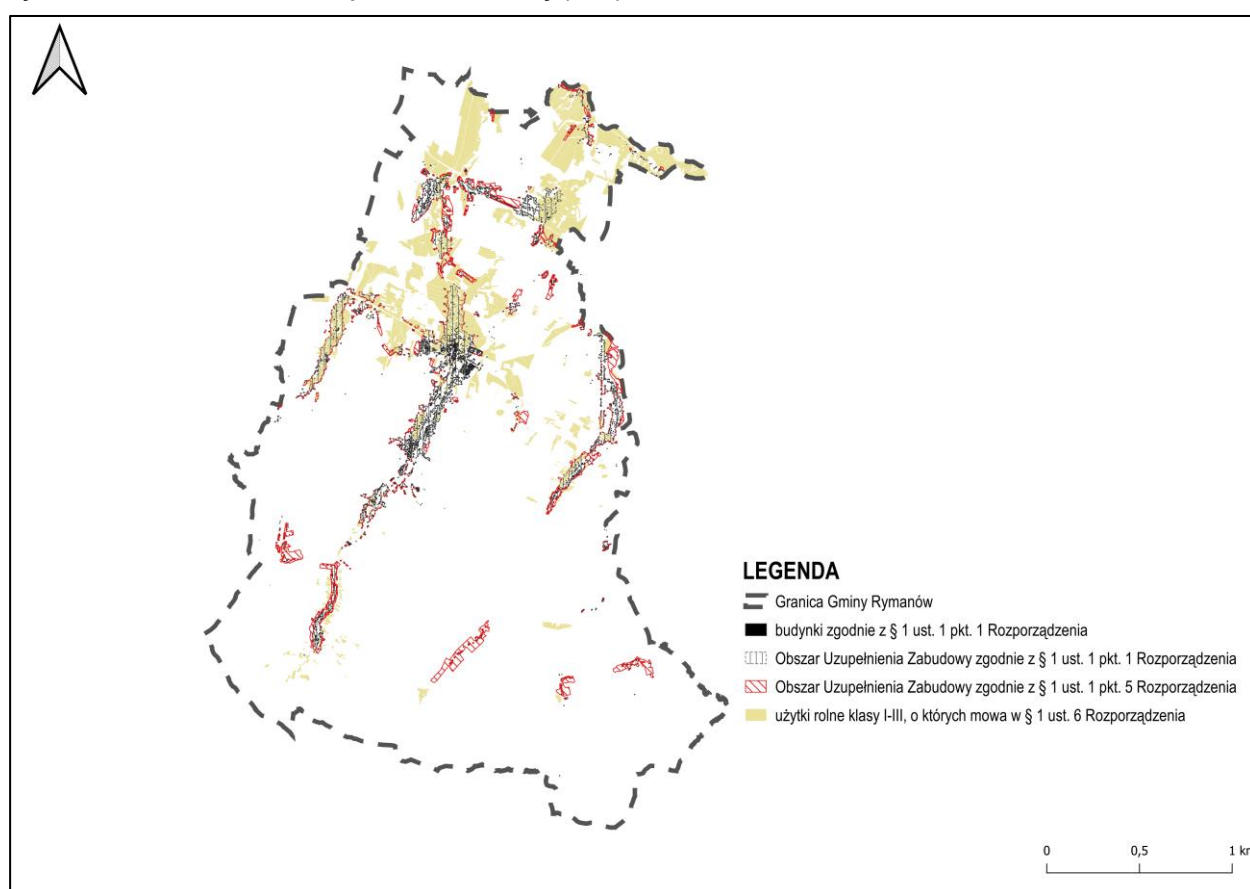 LEGENDA
Granica Gminy Rymanów
budynki zgodnie z § 1 ust. 1 pkt. 1 Rozporządzenia
Obszar Uzupełnienia Zabudowy zgodnie z § 1 ust. 1 pkt. 1 Rozporządzenia
Obszar Uzupełnienia Zabudowy zgodnie z § 1 ust. 1 pkt. 5 Rozporządzenia
użytki rolne klasy I-III, o których mowa w § 1 ust. 6 Rozporządzenia
0 0,5 1 km